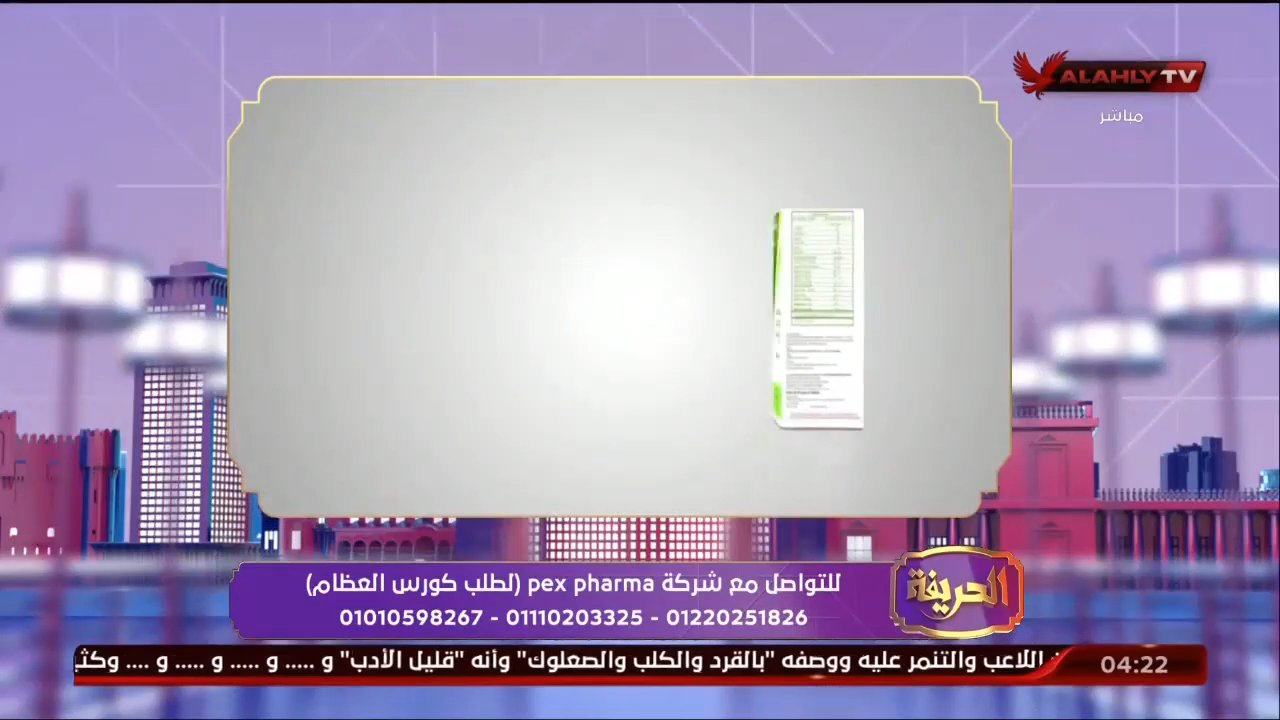 ALAHLY TV
مباشر
للتواصل مع شركة pex pharma (لطلب كورس العظام)
01010598267 - 01110203325 - 01220251826
الحريفة
اللاعب والتنمر عليه ووصفه "بالقرد والكلب والصعلوك" وأنه "قليل الأدب" و ..... و ..... و ..... و .... وكثي
04:22